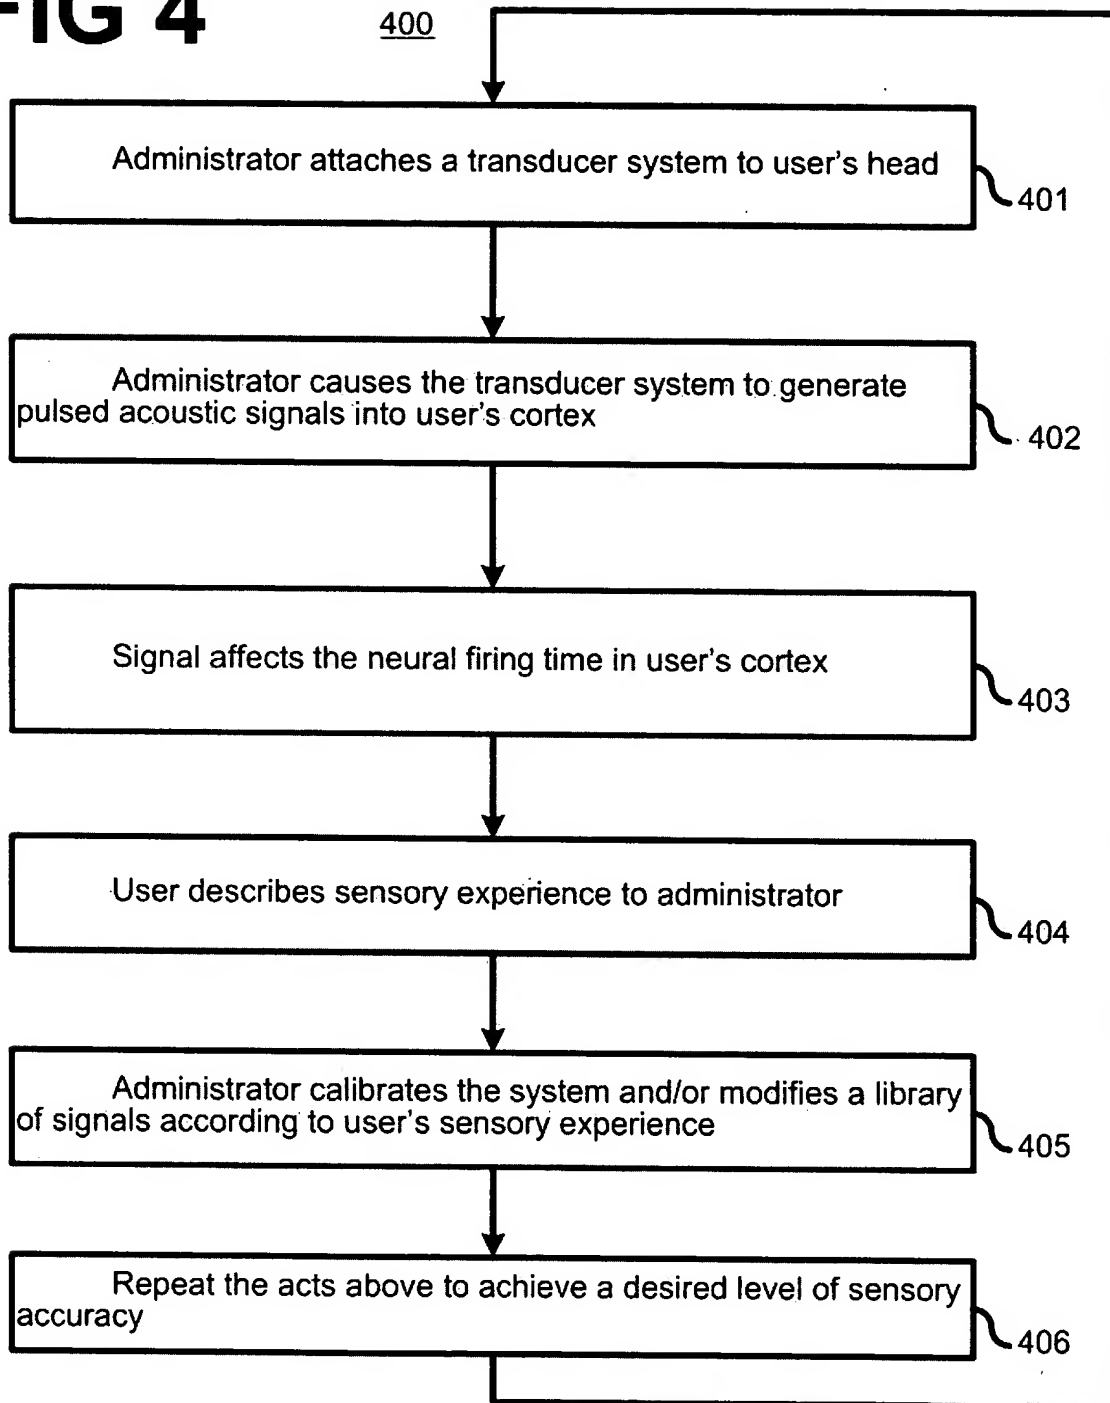 FIG 4
400
Administrator attaches a transducer system to user's head
401
Administrator causes the transducer system to generate
pulsed acoustic signals into user's cortex
402
Signal affects the neural firing time in user's cortex
403
User describes sensory experience to administrator
404
Administrator calibrates the system and/or modifies a library
of signals according to user's sensory experience
405
Repeat the acts above to achieve a desired level of sensory
accuracy
406